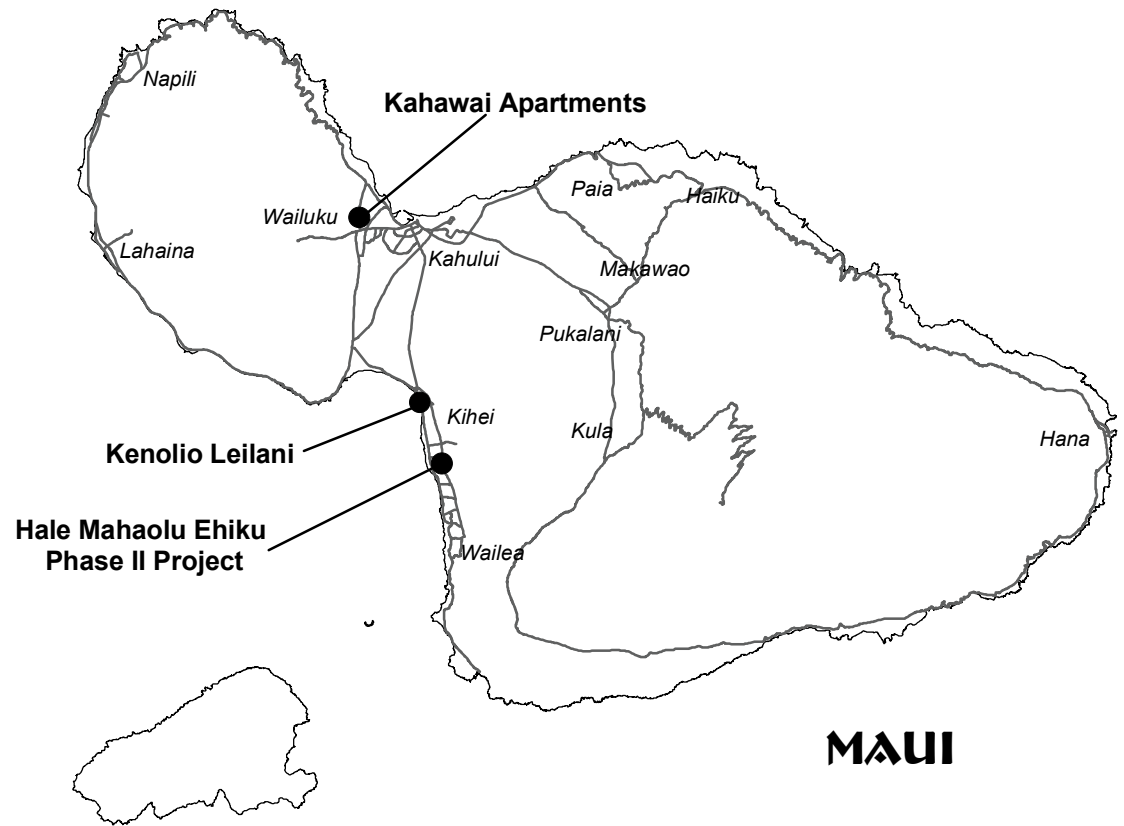 Napili
Kahawai Apartments
Paia
Haiku
Wailuku
Lahaina
Kahului
Makawao
Pukalani
Kihei
Kula
Hana
Kenolio Leilani
Hale Mahaolu Ehiku
Phase II Project
Wailea
MAUI